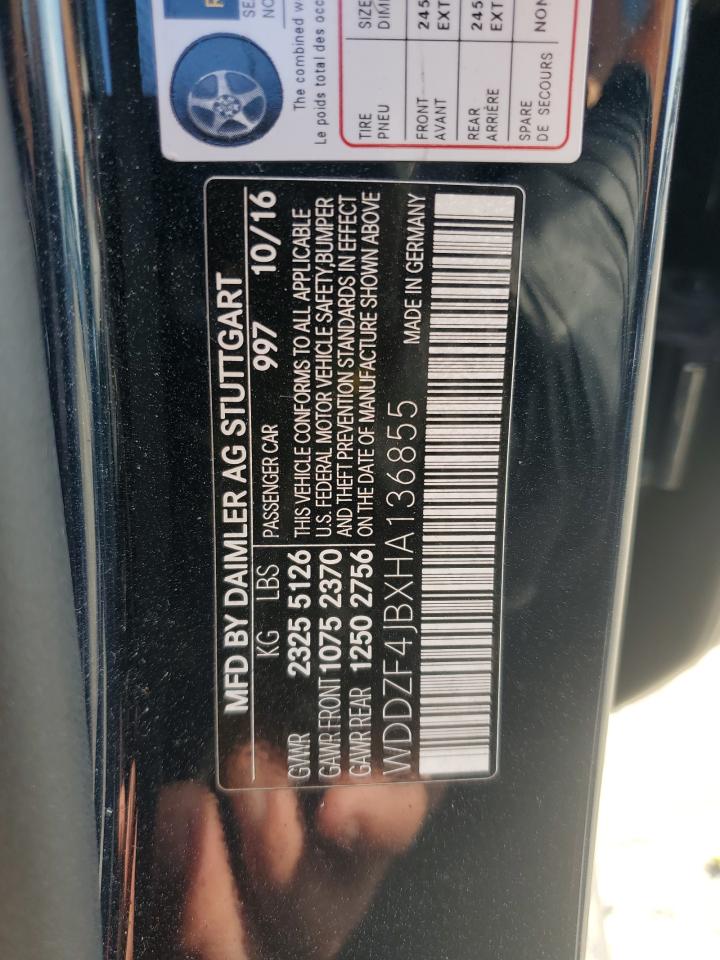 MFD BY DAIMLER AG STUTTGART
KG LBS PASSENGER CAR 997 10/16
GVWR 2325 5126
GAWR FRONT 1075 2370
GAWR REAR 1250 2756
THIS VEHICLE CONFORMS TO ALL APPLICABLE
U.S. FEDERAL MOTOR VEHICLE SAFETY,BUMPER
AND THEFT PREVENTION STANDARDS IN EFFECT
ON THE DATE OF MANUFACTURE SHOWN ABOVE
WDDZF4JBXHA136855 MADE IN GERMANY
The combined
Le poids total des
TIRE
PNEU
FRONT
AVANT
REAR
ARRIÈRE
SPARE
DE SECOURS
SIZE
245
EXT
245
EXT